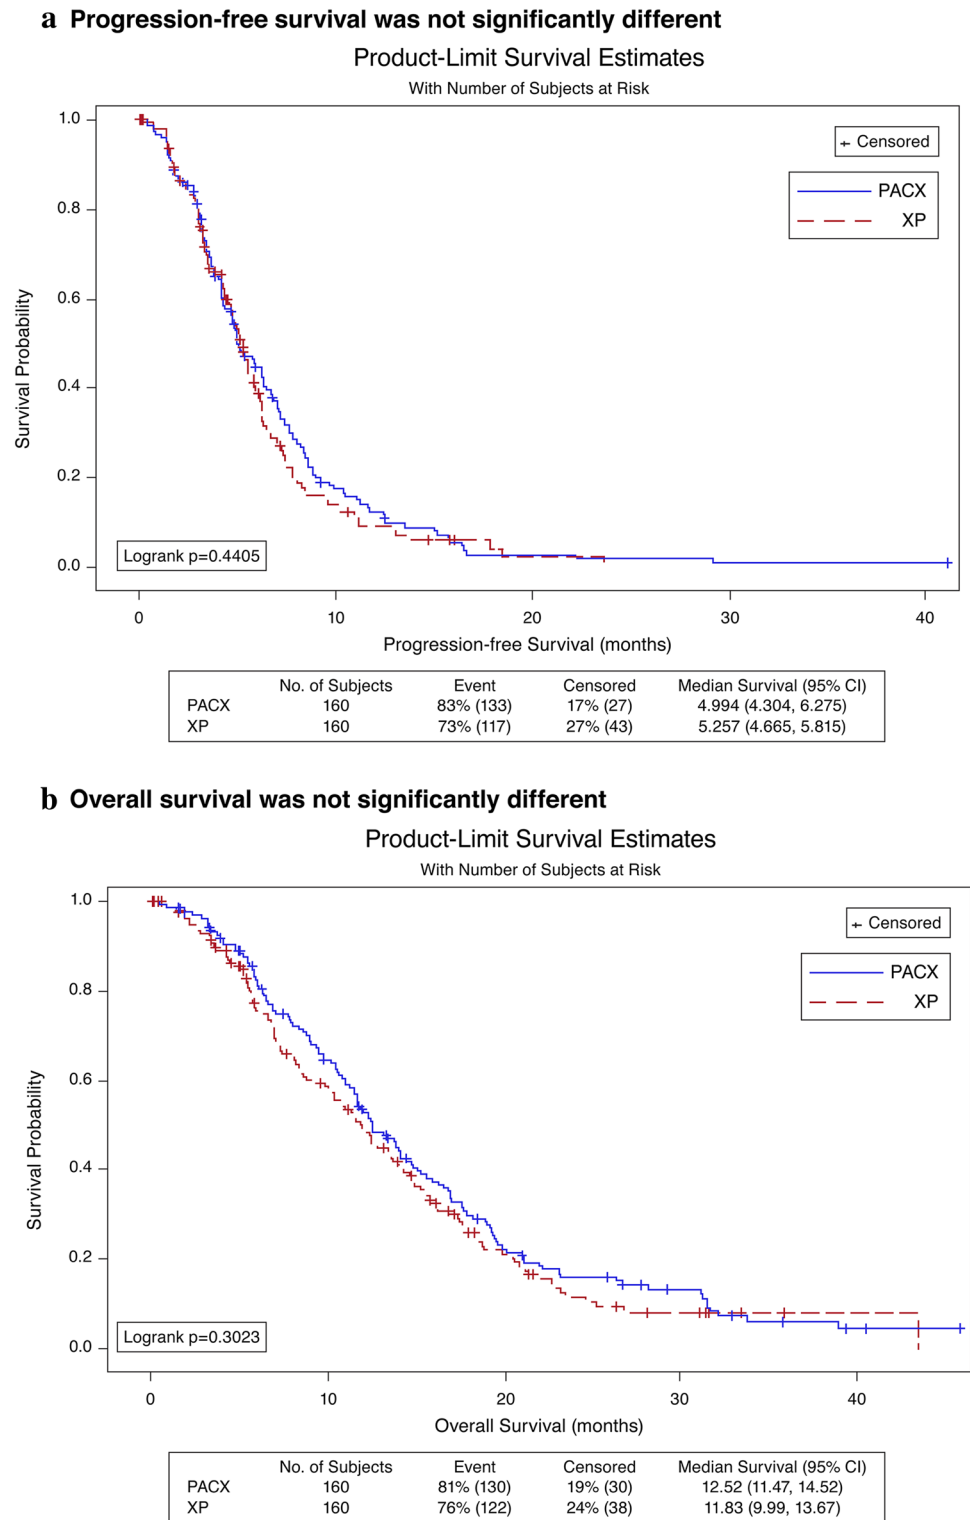 a Progression-free survival was not significantly different
Product-Limit Survival Estimates
With Number of Subjects at Risk
1.0
0.8
0.6
0.4
0.2
0.0
Survival Probability
+ Censored
PACX
XP
Logrank p=0.4405
0 10 20 30 40
Progression-free Survival (months)
No. of Subjects Event Censored Median Survival (95% CI)
PACX 160 83% (133) 17% (27) 4.994 (4.304, 6.275)
XP 160 73% (117) 27% (43) 5.257 (4.665, 5.815)
b Overall survival was not significantly different
Product-Limit Survival Estimates
With Number of Subjects at Risk
1.0
0.8
0.6
0.4
0.2
0.0
Survival Probability
+ Censored
PACX
XP
Logrank p=0.3023
0 10 20 30 40
Overall Survival (months)
No. of Subjects Event Censored Median Survival (95% CI)
PACX 160 81% (130) 19% (30) 12.52 (11.47, 14.52)
XP 160 76% (122) 24% (38) 11.83 (9.99, 13.67)